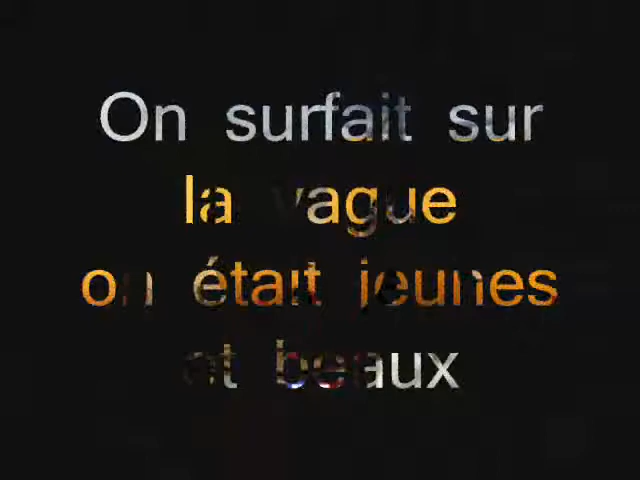 On surfait sur
la vague
on était jeunes
et beaux